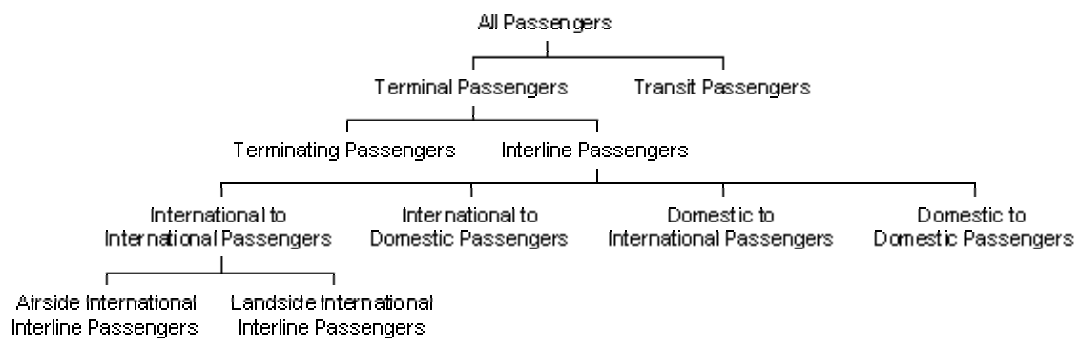 All Passengers
Terminal Passengers
Transit Passengers
Terminating Passengers
Interline Passengers
International to
International Passengers
International to
Domestic Passengers
Domestic to
International Passengers
Domestic to
Domestic Passengers
Airside International
Interline Passengers
Landside International
Interline Passengers